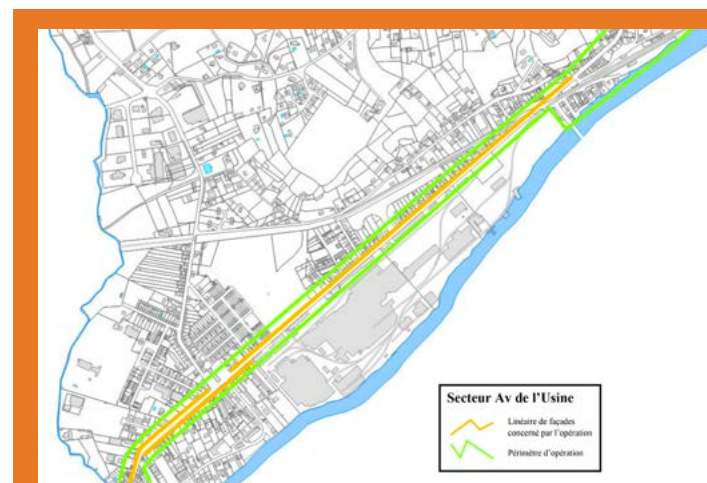 Secteur Av de l'Usine
Linéaire de façades
concerné par l'opération
Périmètre d'opération